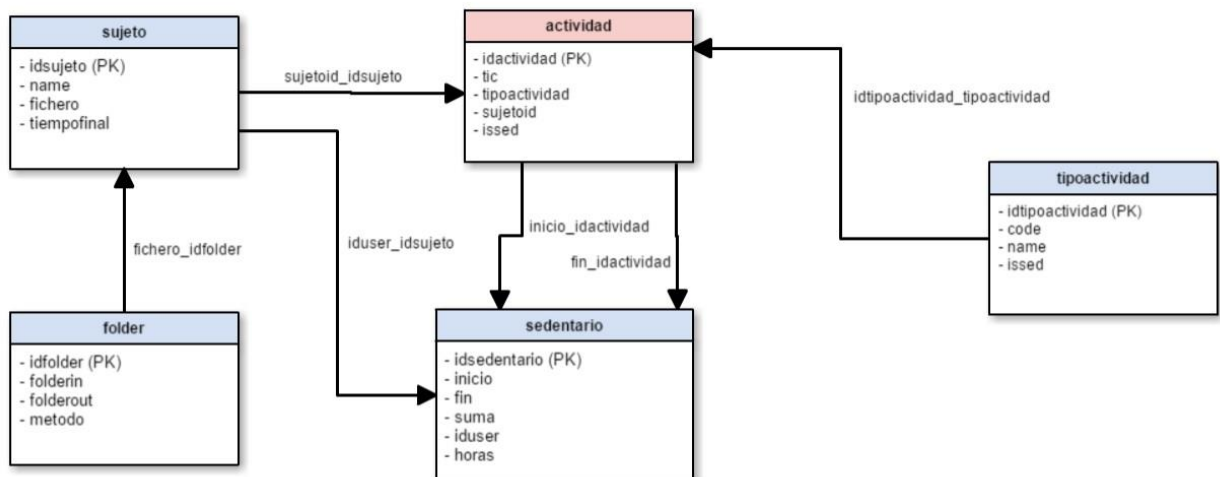 sujeto
- idsujeto (PK)
- name
- fichero
- tiempofinal
sujetoid_idsujeto
actividad
- idactividad (PK)
- tic
- tipoactividad
- sujetoid
- issed
idtipoactividad_tipoactividad
tipoactividad
- idtipoactividad (PK)
- code
- name
- issed
fichero_idfolder
iduser_idsujeto
inicio_idactividad
fin_idactividad
folder
- idfolder (PK)
- folderin
- folderout
- metodo
sedentario
- idsedentario (PK)
- inicio
- fin
- suma
- iduser
- horas